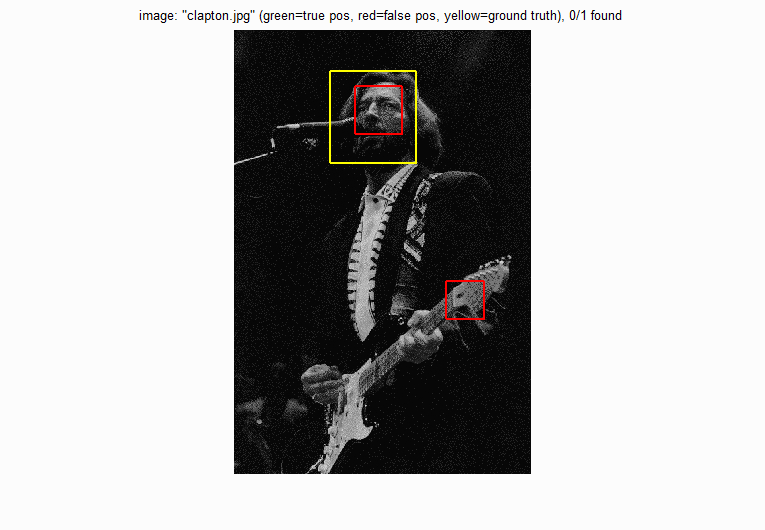 image: "clapton.jpg" (green=true pos, red=false pos, yellow=ground truth), 0/1 found